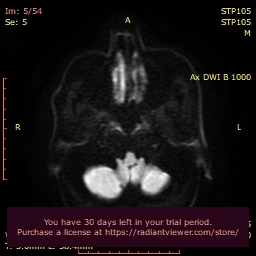 Im: 5/54
Se: 5
A
STP105
STP105
M
Ax DWI B 1000
R
L
You have 30 days left in your trial period.
Purchase a license at https://radiantviewer.com/store/